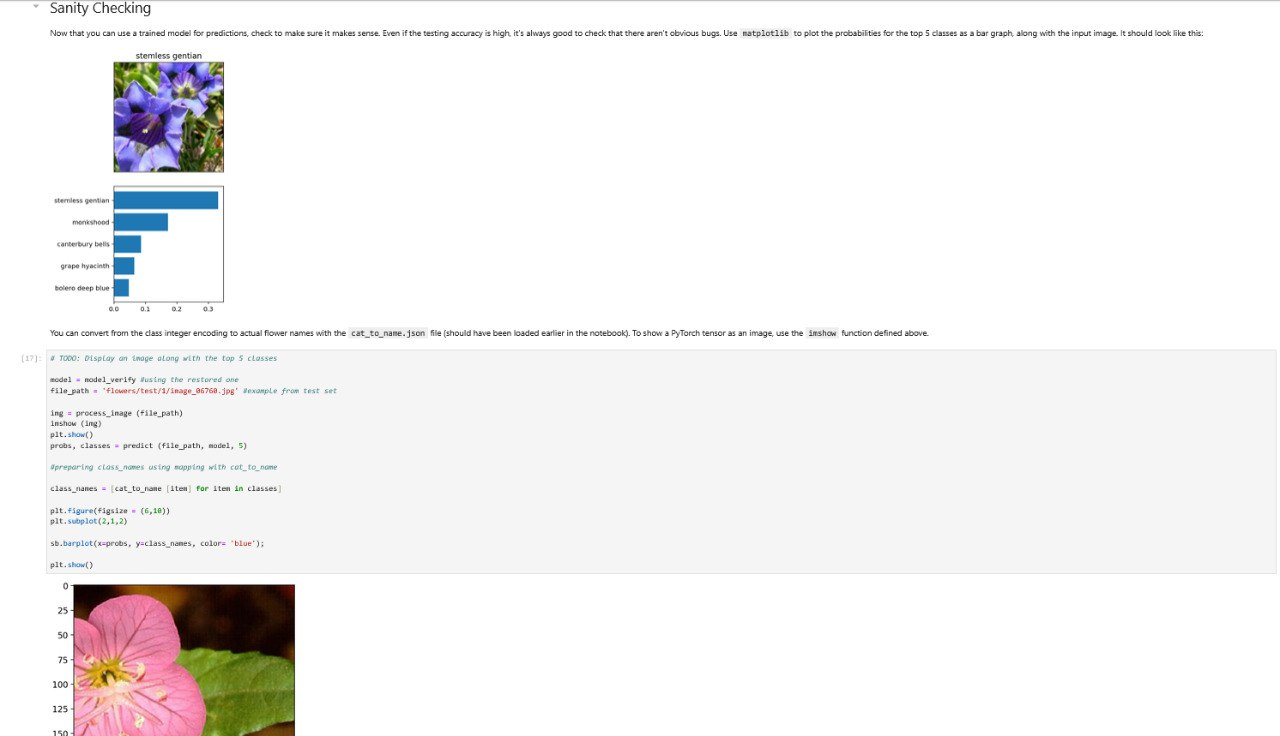 Sanity Checking
Now that you can use a trained model for predictions, check to make sure it makes sense. Even if the testing accuracy is high, it's always good to check that there aren't obvious bugs. Use matplotlib to plot the probabilities for the top 5 classes as a bar graph, along with the input image. It should look like this:
stemless gentian
stemless gentian
monkshood
canterbury bells
grape hyacinth
bolero deep blue
0.0 0.1 0.2 0.3
You can convert from the class integer encoding to actual flower names with the cat_to_name.json file (should have been loaded earlier in the notebook). To show a PyTorch tensor as an image, use the imshow function defined above.
[17]: # TODO: Display an image along with the top 5 classes
model = model_verify #using the restored one
file_path = 'flowers/test/1/image_06760.jpg' #example from test set
img = process_image (file_path)
imshow (img)
plt.show()
probs, classes = predict (file_path, model, 5)
#preparing class_names using mapping with cat_to_name
class_names = [cat_to_name [item] for item in classes]
plt.figure(figsize = (6,10))
plt.subplot(2,1,2)
sb.barplot(x=probs, y=class_names, color= 'blue');
plt.show()
0
25
50
75
100
125
150